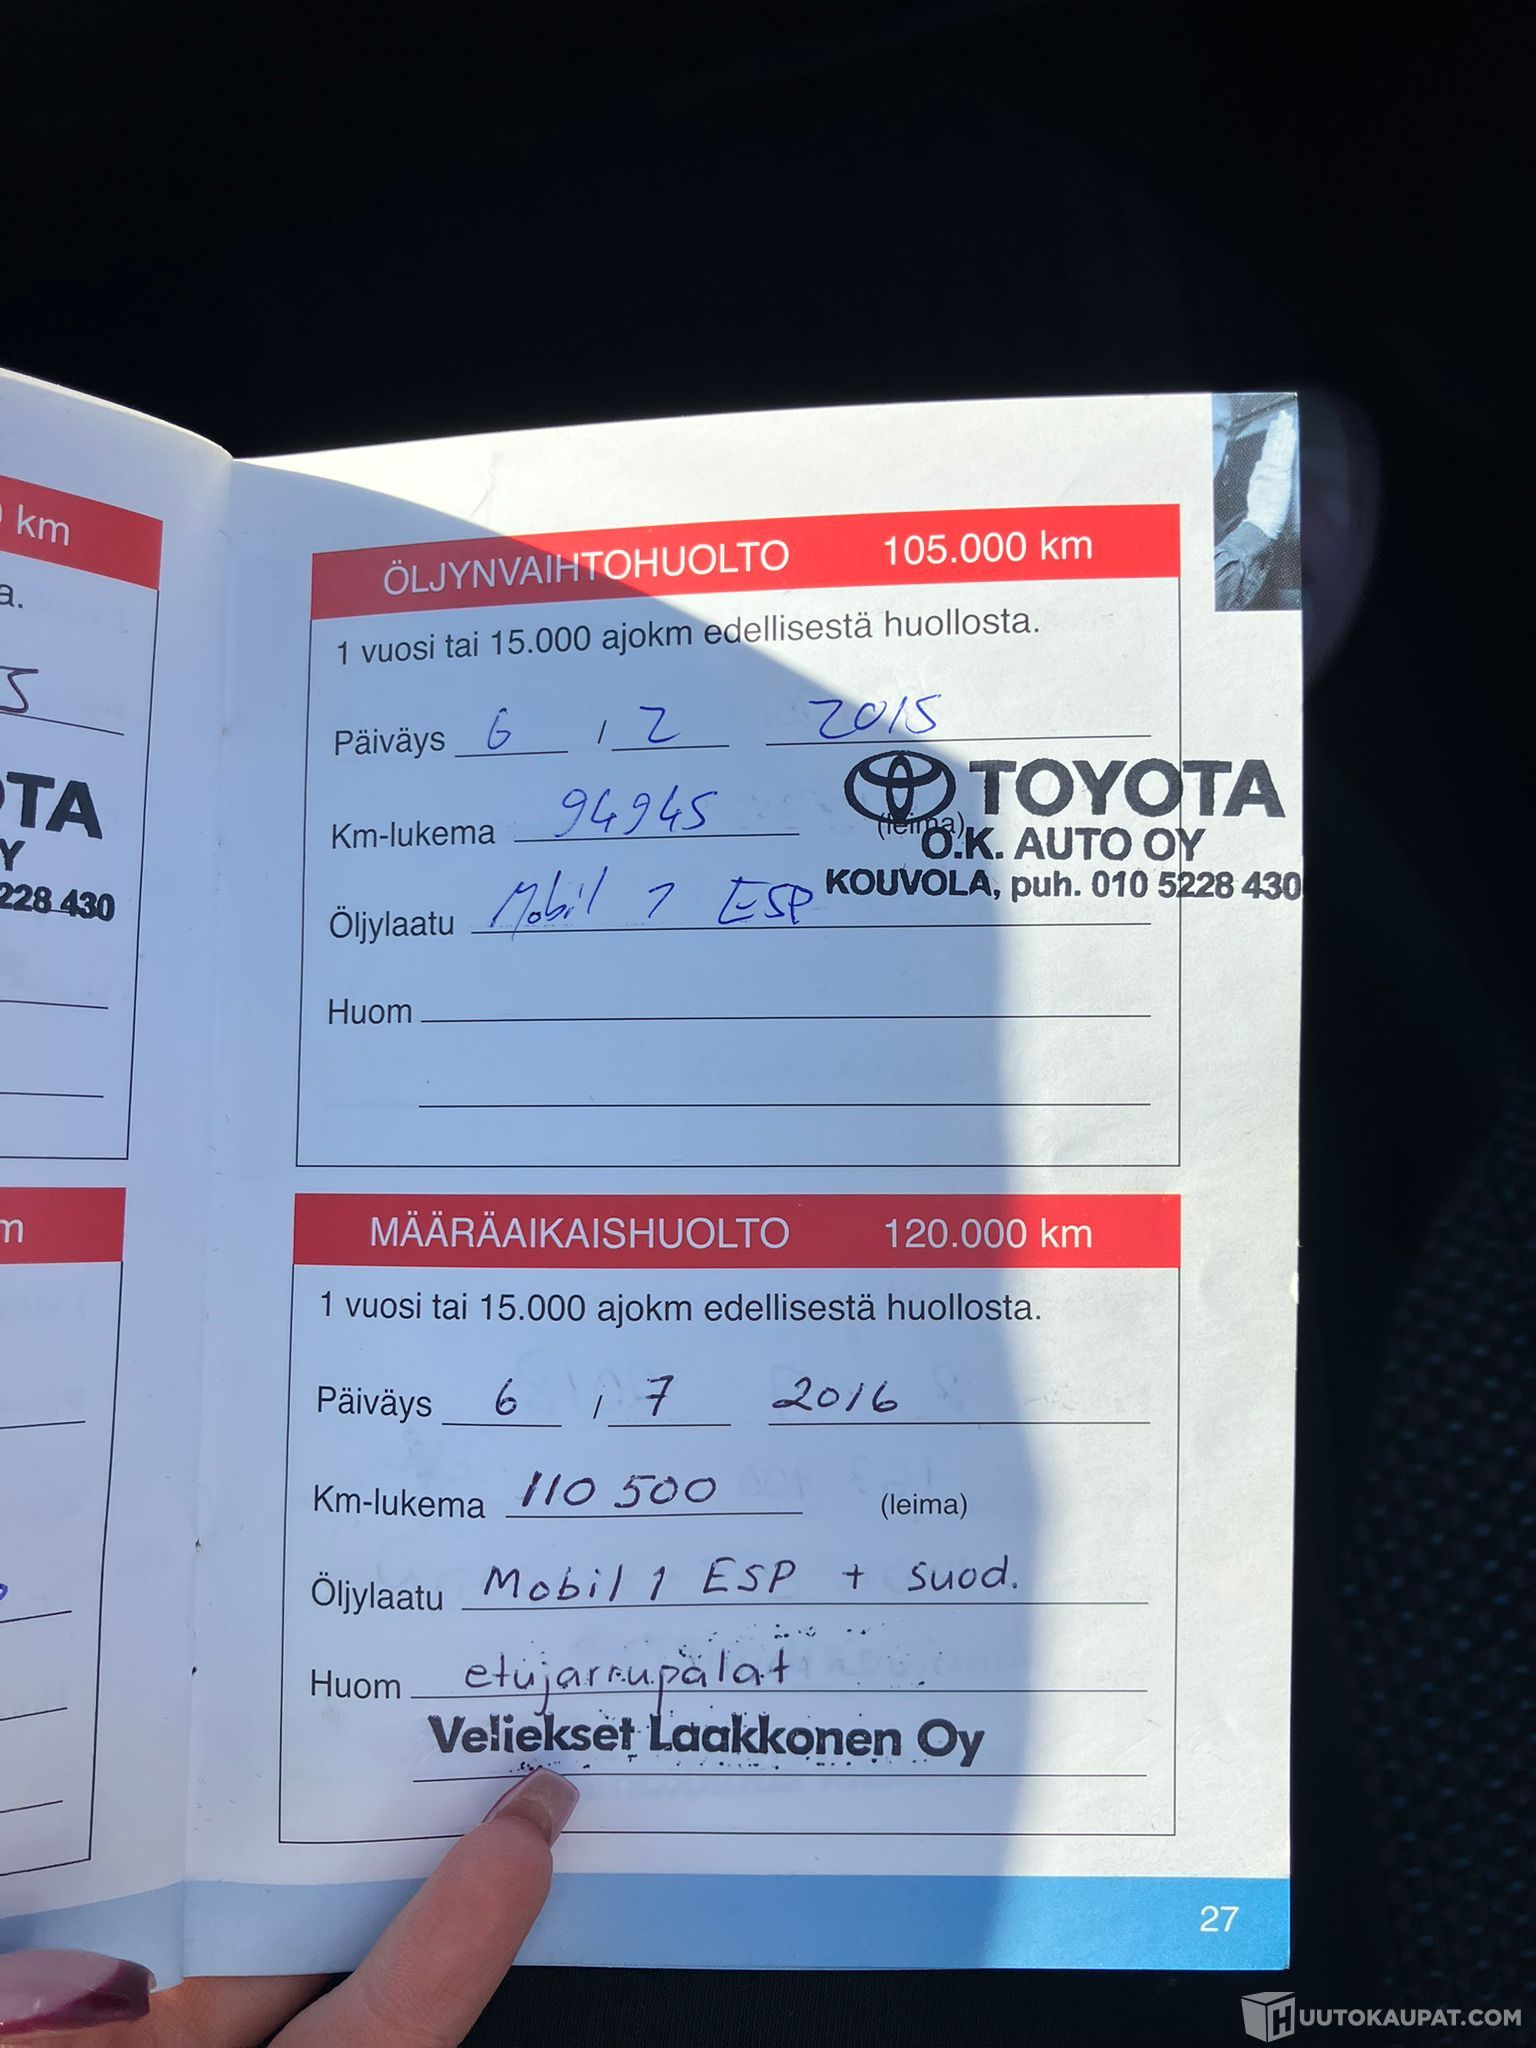 km
a.
5
OTA
Y
228 430
m
ÖLJYNVAIHTOHUOLTO 105.000 km
1 vuosi tai 15.000 ajokm edellisestä huollosta.
Päiväys 6 / 2 2015
TOYOTA
Km-lukema 94945 (leima)
O.K. AUTO OY
KOUVOLA, puh. 010 5228 430
Öljylaatu Mobil 1 ESP
Huom
MÄÄRÄAIKAISHUOLTO 120.000 km
1 vuosi tai 15.000 ajokm edellisestä huollosta.
Päiväys 6 / 7 2016
Km-lukema 110 500 (leima)
Öljylaatu Mobil 1 ESP + suod.
Huom etujarrupalat
Veljekset Laakkonen Oy
27
HUUTOKAUPAT.COM